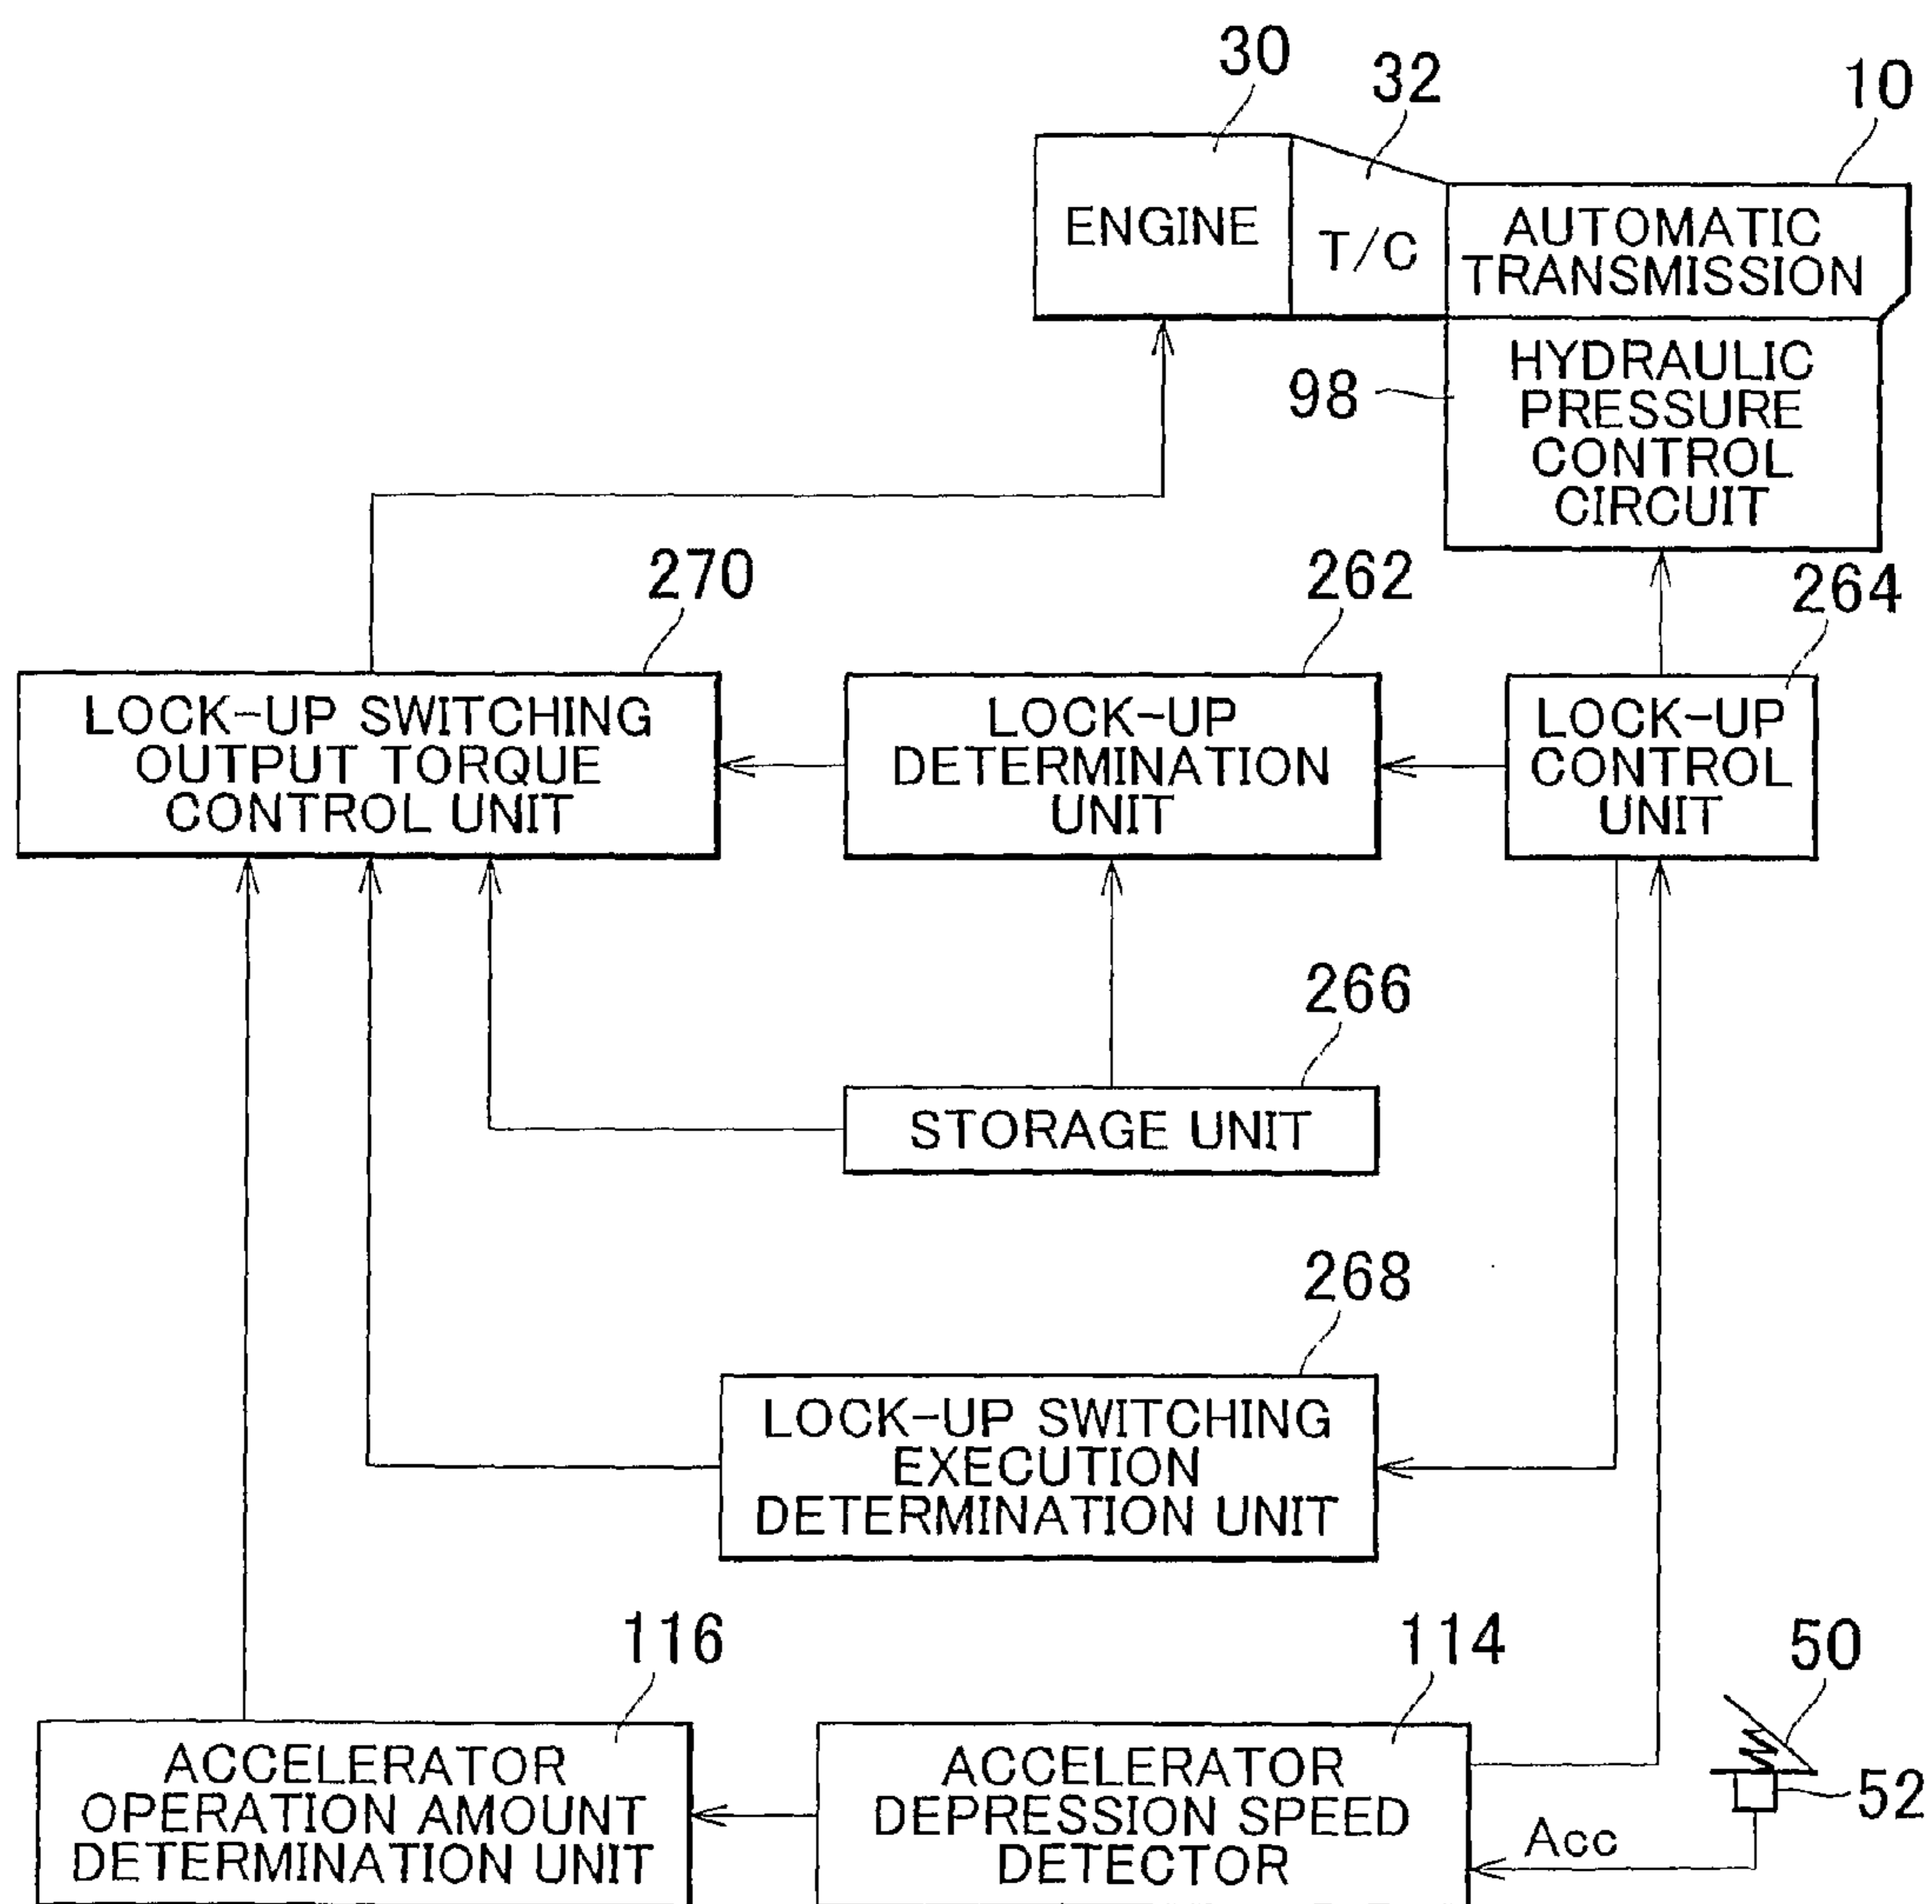 30
32
10
ENGINE
T/C
AUTOMATIC
TRANSMISSION
98
HYDRAULIC
PRESSURE
CONTROL
CIRCUIT
270
262
264
LOCK-UP SWITCHING
OUTPUT TORQUE
CONTROL UNIT
LOCK-UP
DETERMINATION
UNIT
LOCK-UP
CONTROL
UNIT
266
STORAGE UNIT
268
LOCK-UP SWITCHING
EXECUTION
DETERMINATION UNIT
116
114
50
ACCELERATOR
OPERATION AMOUNT
DETERMINATION UNIT
ACCELERATOR
DEPRESSION SPEED
DETECTOR
52
Acc